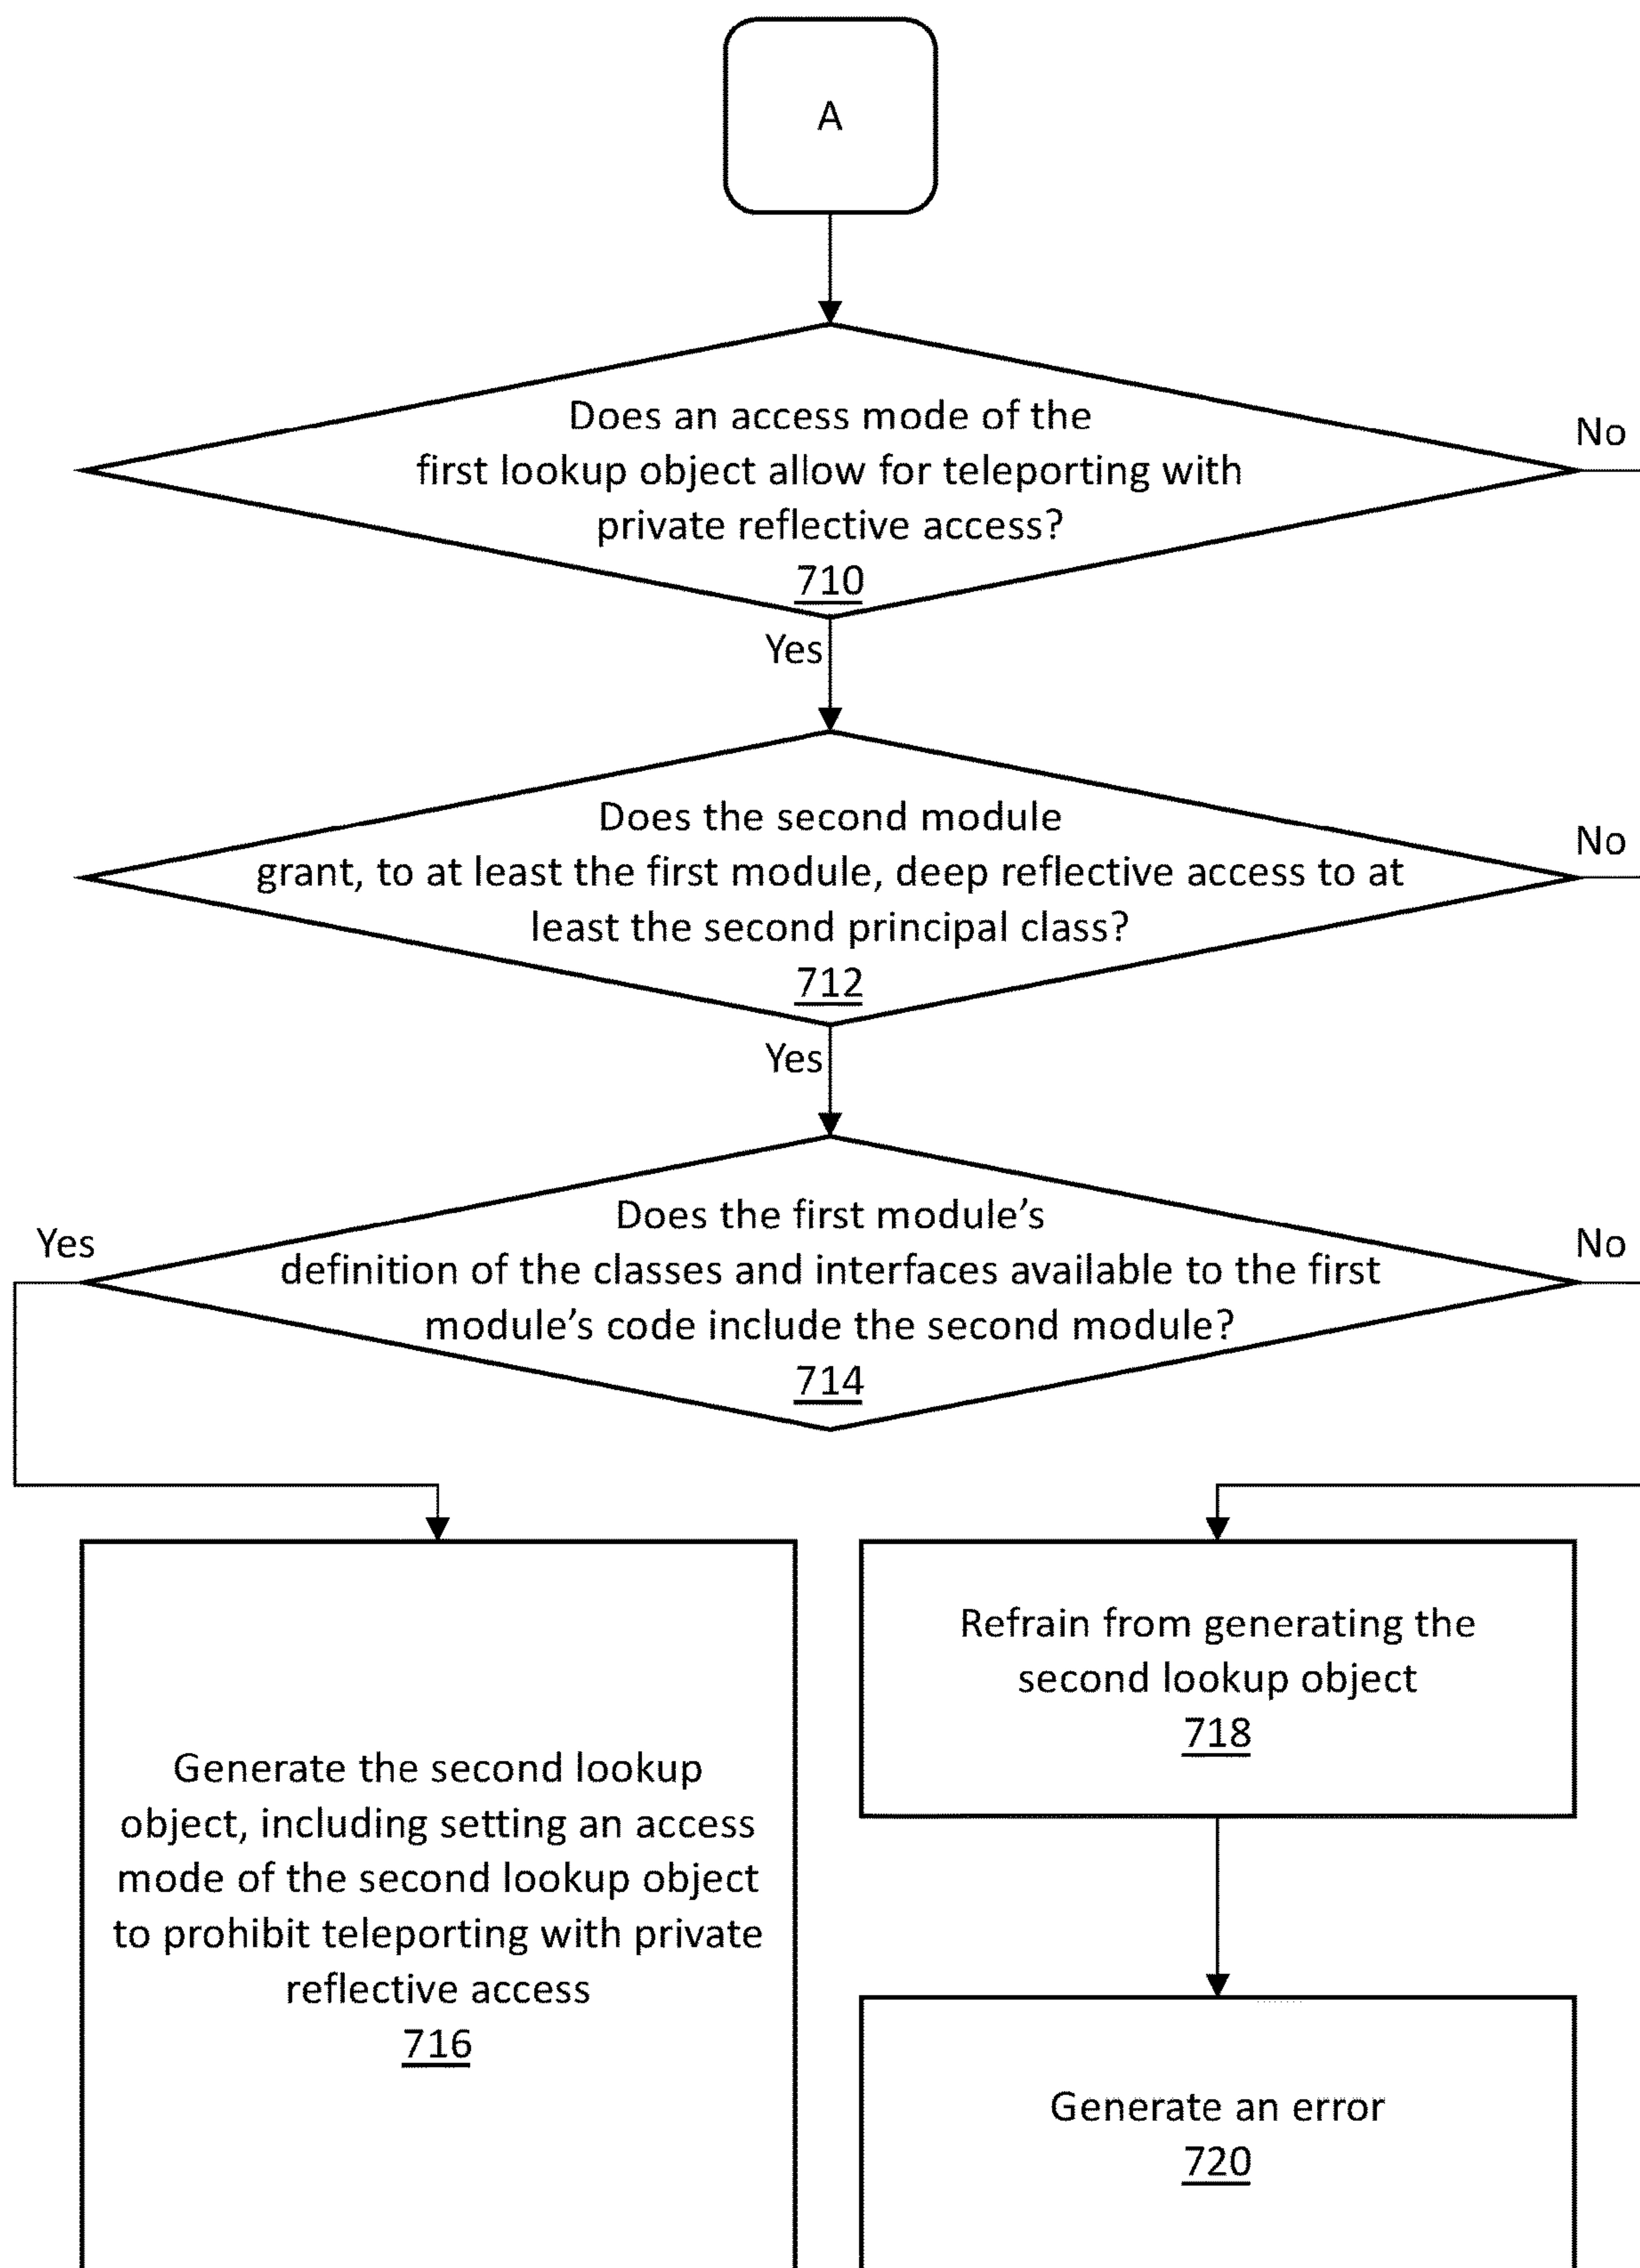 A
Does an access mode of the
No
first lookup object allow for teleporting with
private reflective access?
710
Yes
Does the second module
No
grant, to at least the first module, deep reflective access to at
least the second principal class?
712
Yes
Does the first module’s
Yes
No
definition of the classes and interfaces available to the first
module’s code include the second module?
714
Generate the second lookup
object, including setting an access
mode of the second lookup object
to prohibit teleporting with private
reflective access
716
Refrain from generating the
second lookup object
718
Generate an error
720